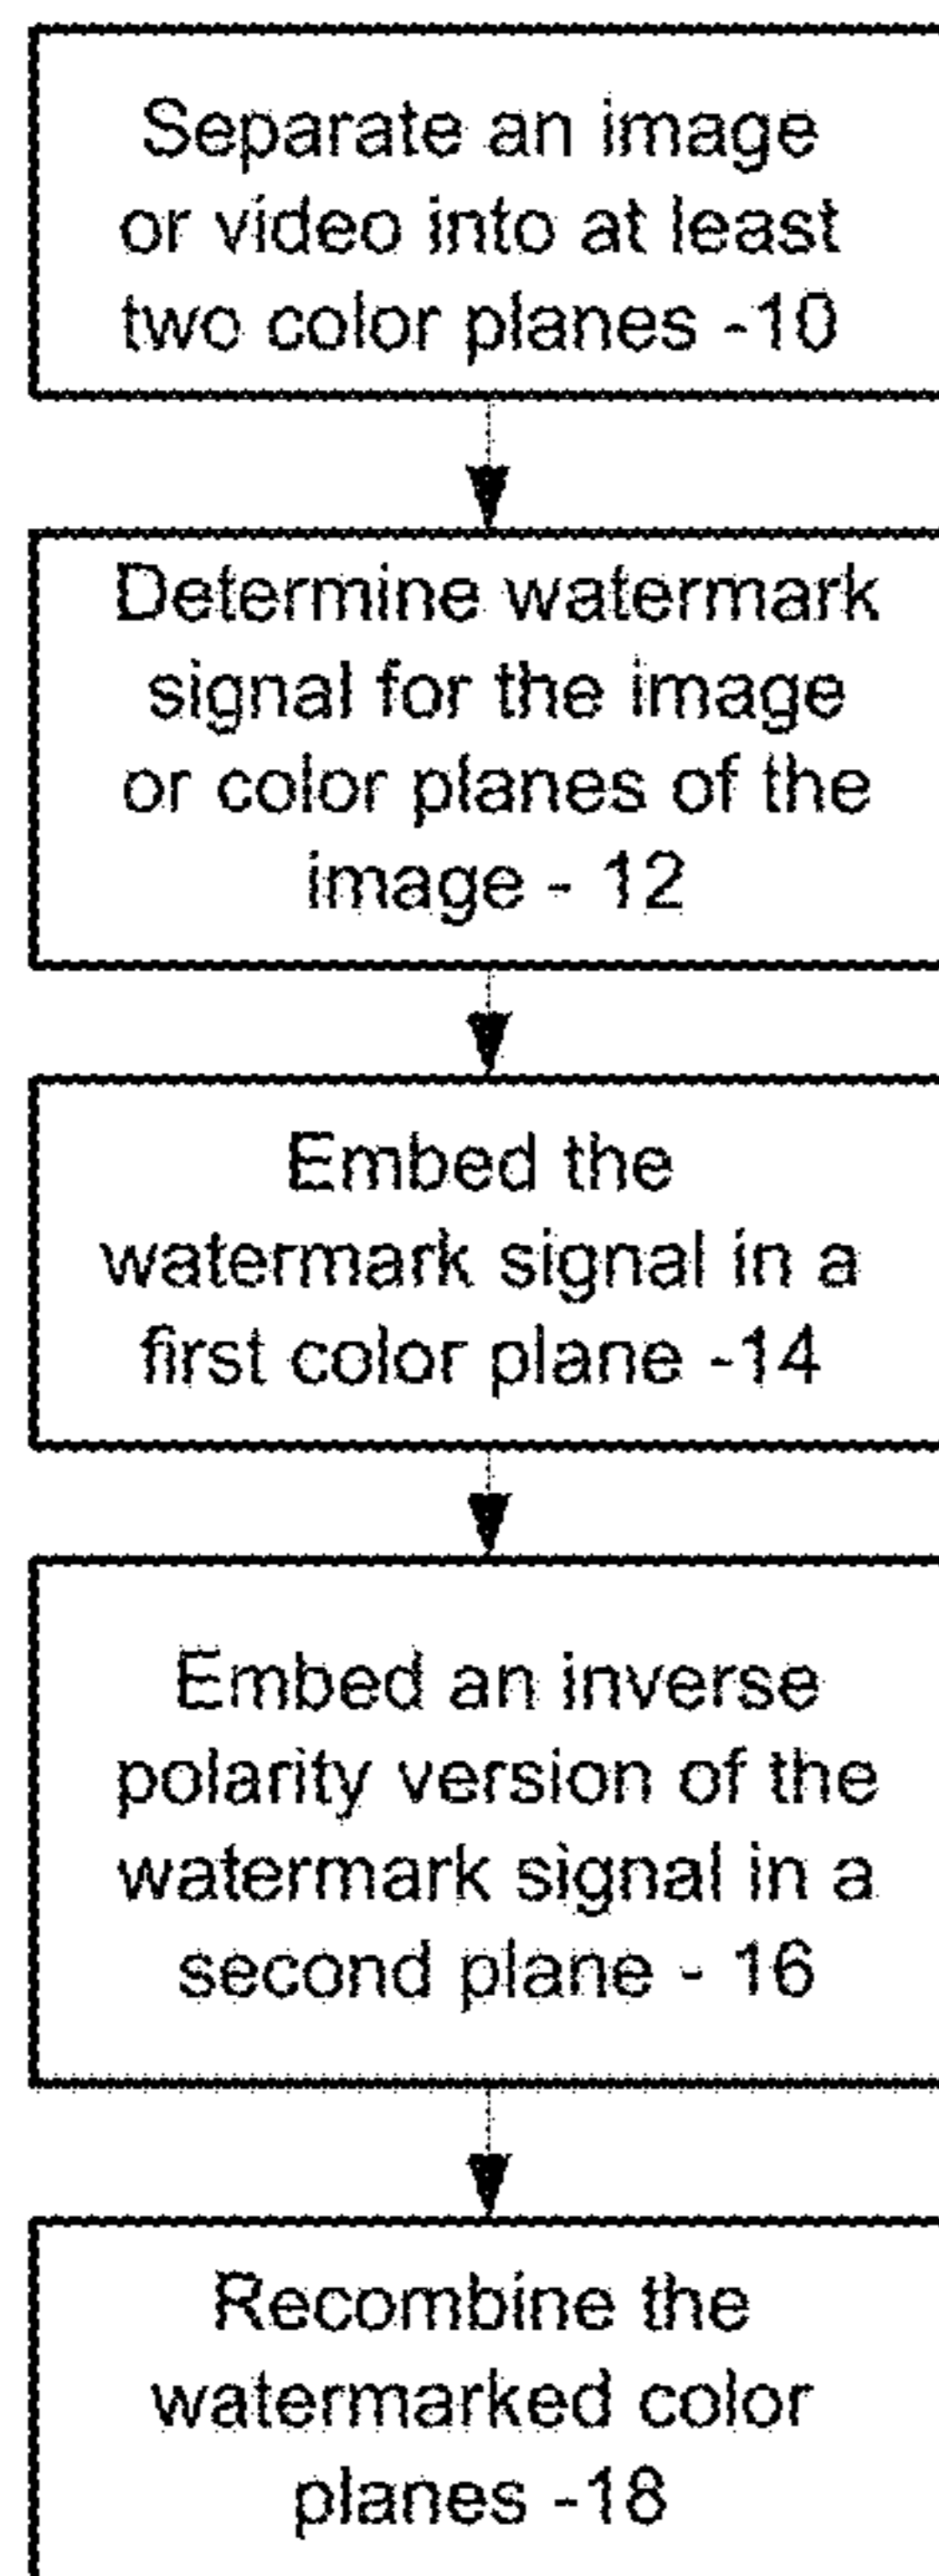 Separate an image
or video into at least
two color planes -10
Determine watermark
signal for the image
or color planes of the
image - 12
Embed the
watermark signal in a
first color plane -14
Embed an inverse
polarity version of the
watermark signal in a
second plane - 16
Recombine the
watermarked color
planes -18